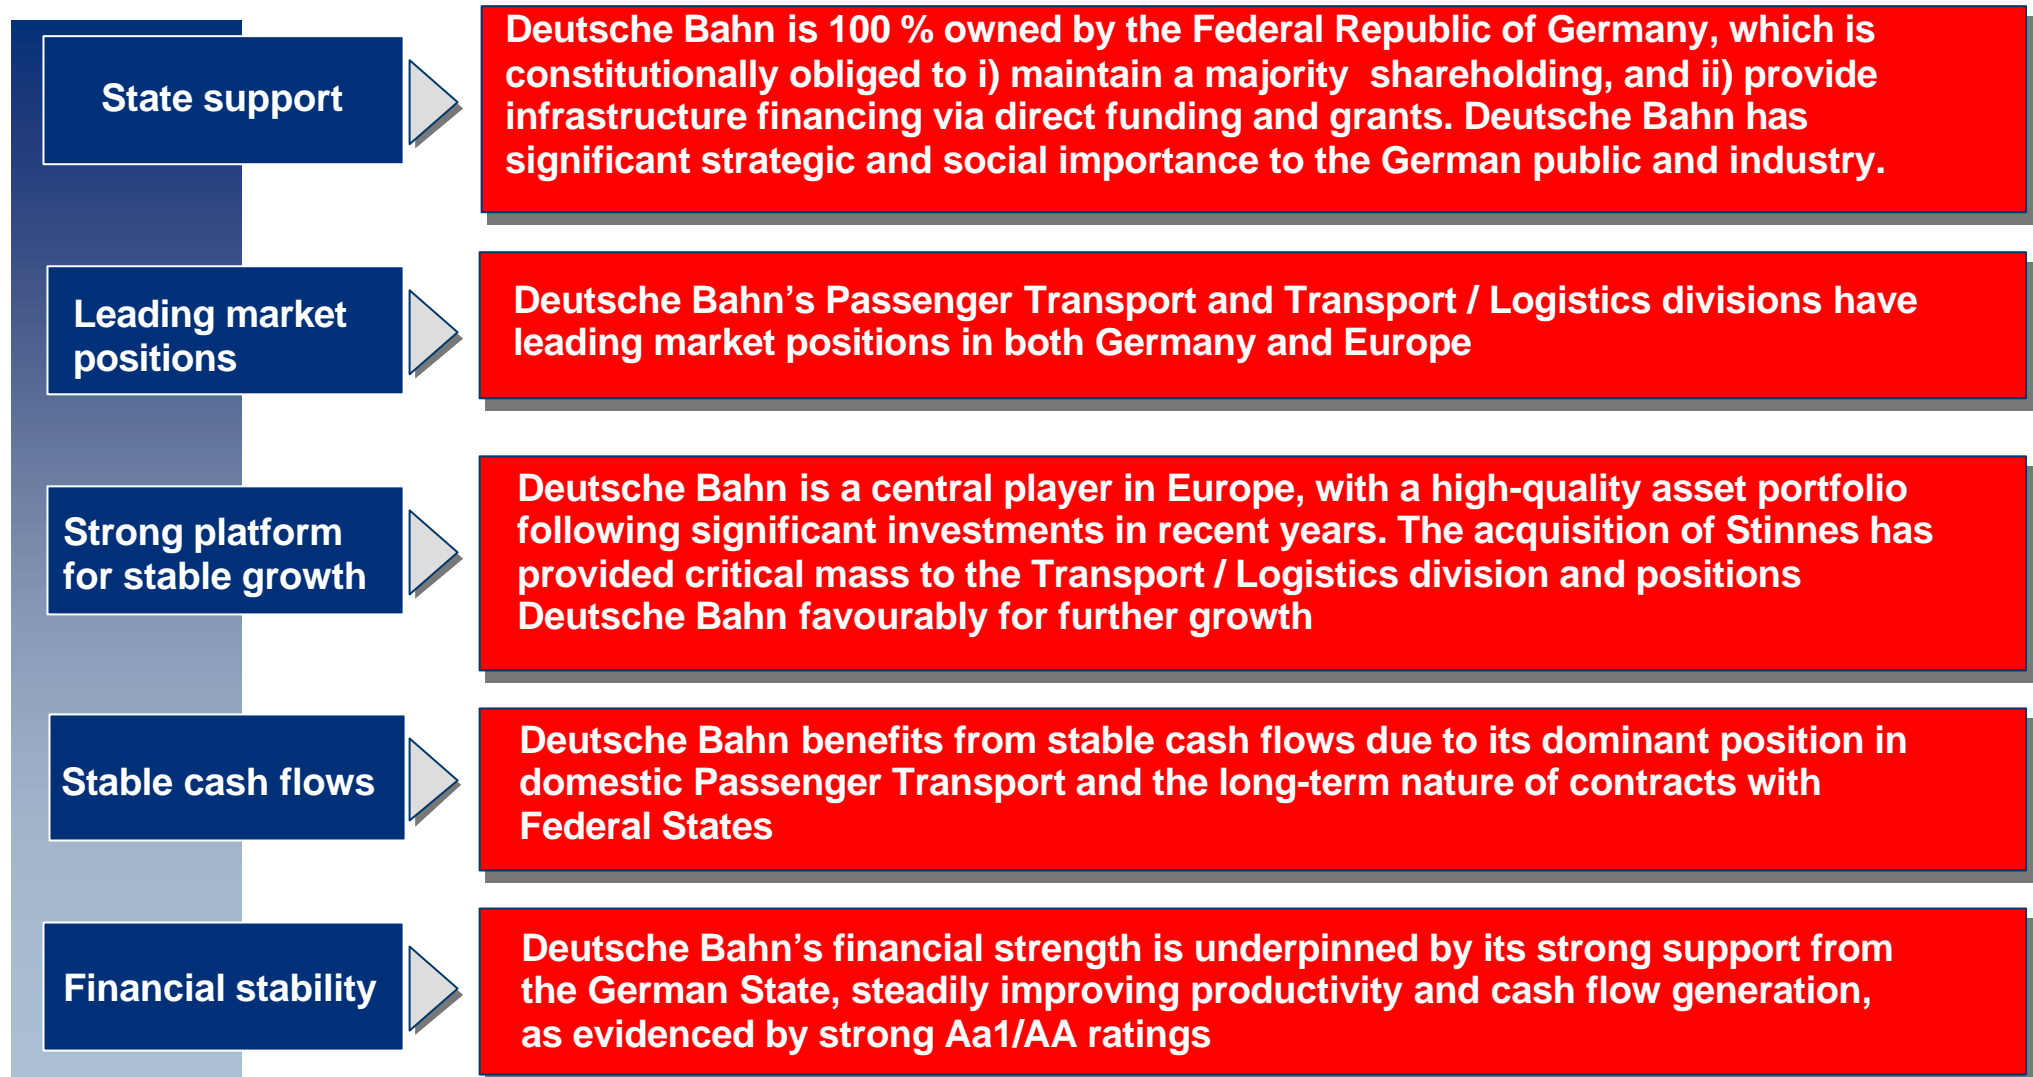 State support
Deutsche Bahn is 100 % owned by the Federal Republic of Germany, which is
constitutionally obliged to i) maintain a majority shareholding, and ii) provide
infrastructure financing via direct funding and grants. Deutsche Bahn has
significant strategic and social importance to the German public and industry.
Leading market
positions
Deutsche Bahn’s Passenger Transport and Transport / Logistics divisions have
leading market positions in both Germany and Europe
Strong platform
for stable growth
Deutsche Bahn is a central player in Europe, with a high-quality asset portfolio
following significant investments in recent years. The acquisition of Stinnes has
provided critical mass to the Transport / Logistics division and positions
Deutsche Bahn favourably for further growth
Stable cash flows
Deutsche Bahn benefits from stable cash flows due to its dominant position in
domestic Passenger Transport and the long-term nature of contracts with
Federal States
Financial stability
Deutsche Bahn’s financial strength is underpinned by its strong support from
the German State, steadily improving productivity and cash flow generation,
as evidenced by strong Aa1/AA ratings